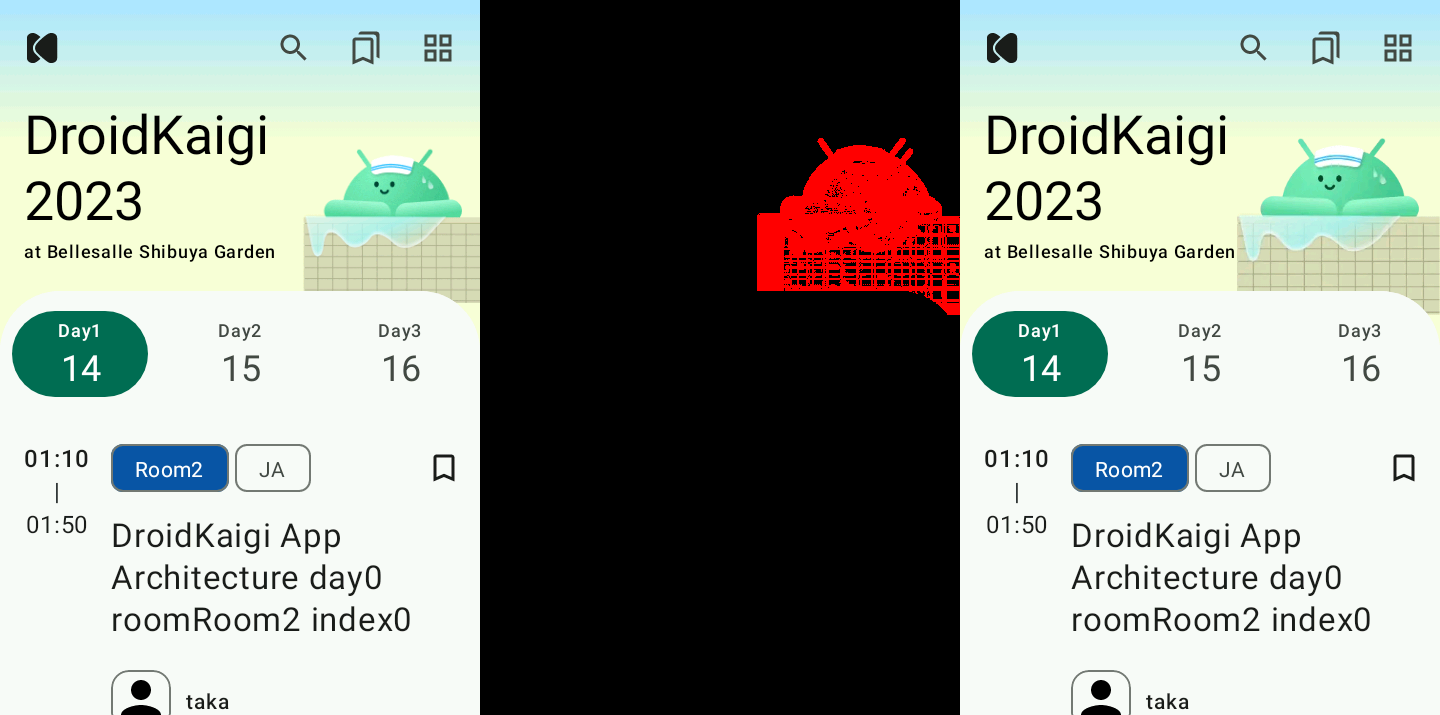 DroidKaigi
2023
at Bellesalle Shibuya Garden
Day1
14
Day2
15
Day3
16
01:10
|
01:50
Room2
JA
DroidKaigi App
Architecture day0
roomRoom2 index0
taka
DroidKaigi
2023
at Bellesalle Shibuya Garden
Day1
14
Day2
15
Day3
16
01:10
|
01:50
Room2
JA
DroidKaigi App
Architecture day0
roomRoom2 index0
taka